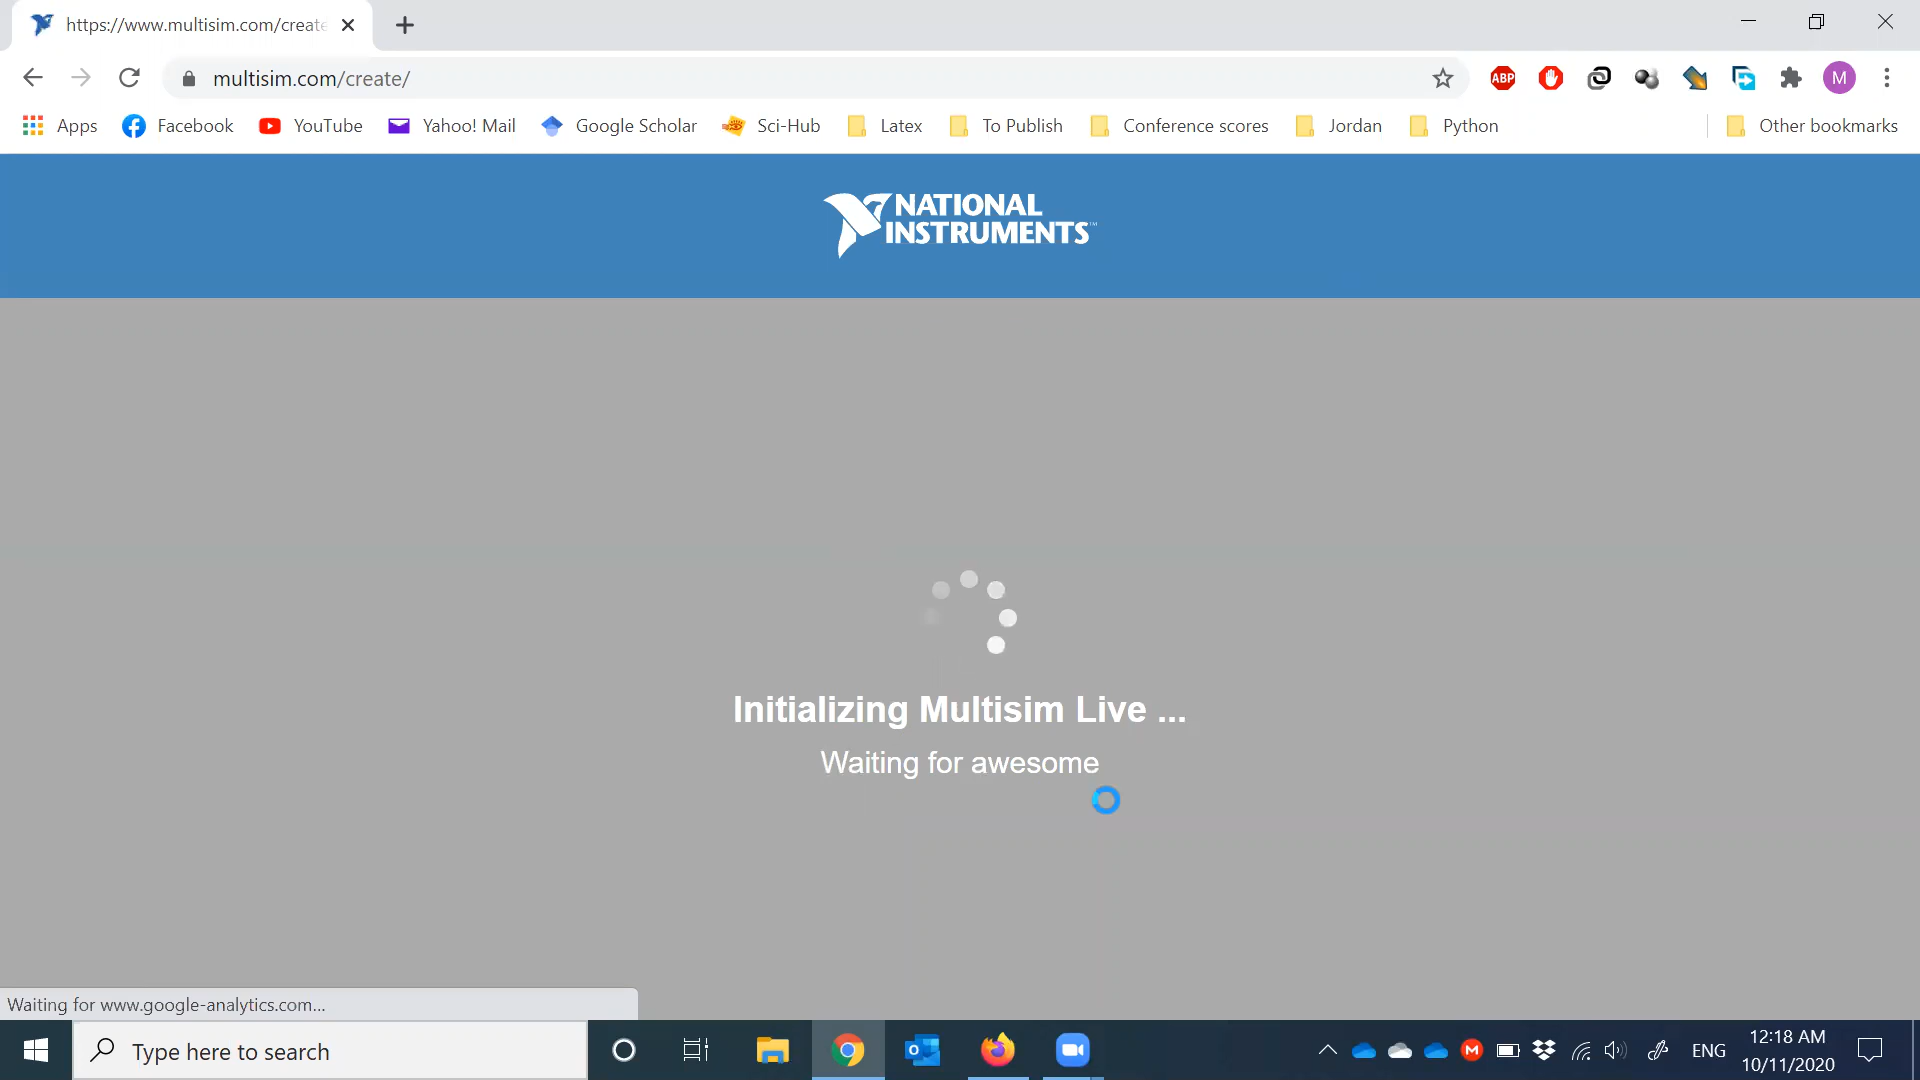 https://www.multisim.com/create
multisim.com/create/
ABP
M
Apps
Facebook
YouTube
Yahoo! Mail
Google Scholar
Sci-Hub
Latex
To Publish
Conference scores
Jordan
Python
Other bookmarks
NATIONAL
INSTRUMENTS™
Initializing Multisim Live ...
Waiting for awesome
Waiting for www.google-analytics.com...
Type here to search
M
ENG
12:18 AM
10/11/2020